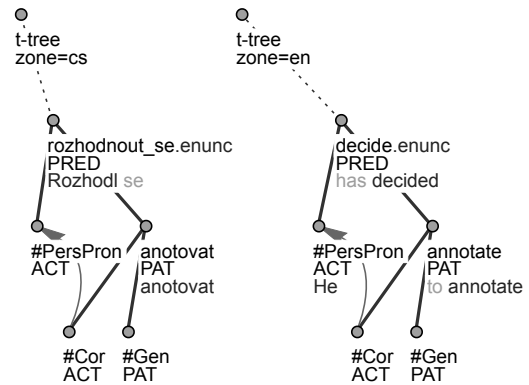 t-tree
zone=cs
rozhodnout_se.enunc
PRED
Rozhodl se
#PersPron
ACT
anotovat
PAT
anotovat
#Cor
ACT
#Gen
PAT
t-tree
zone=en
decide.enunc
PRED
has decided
#PersPron
ACT
He
annotate
PAT
to annotate
#Cor
ACT
#Gen
PAT